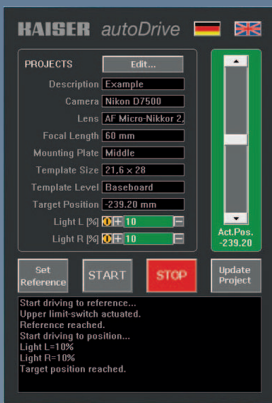 KAISER autoDrive
PROJECTS Edit...
Description Example
Camera Nikon D7500
Lens AF Micro-Nikkor 2,
Focal Length 60 mm
Mounting Plate Middle
Template Size 21,6 x 28
Template Level Baseboard
Target Position -239.20 mm
Light L [%] 10
Light R [%] 10
Act.Pos.
-239.20
Set
Reference
START
STOP
Update
Project
Start driving to reference...
Upper limit-switch actuated.
Reference reached.
Start driving to position...
Light L=10%
Light R=10%
Target position reached.